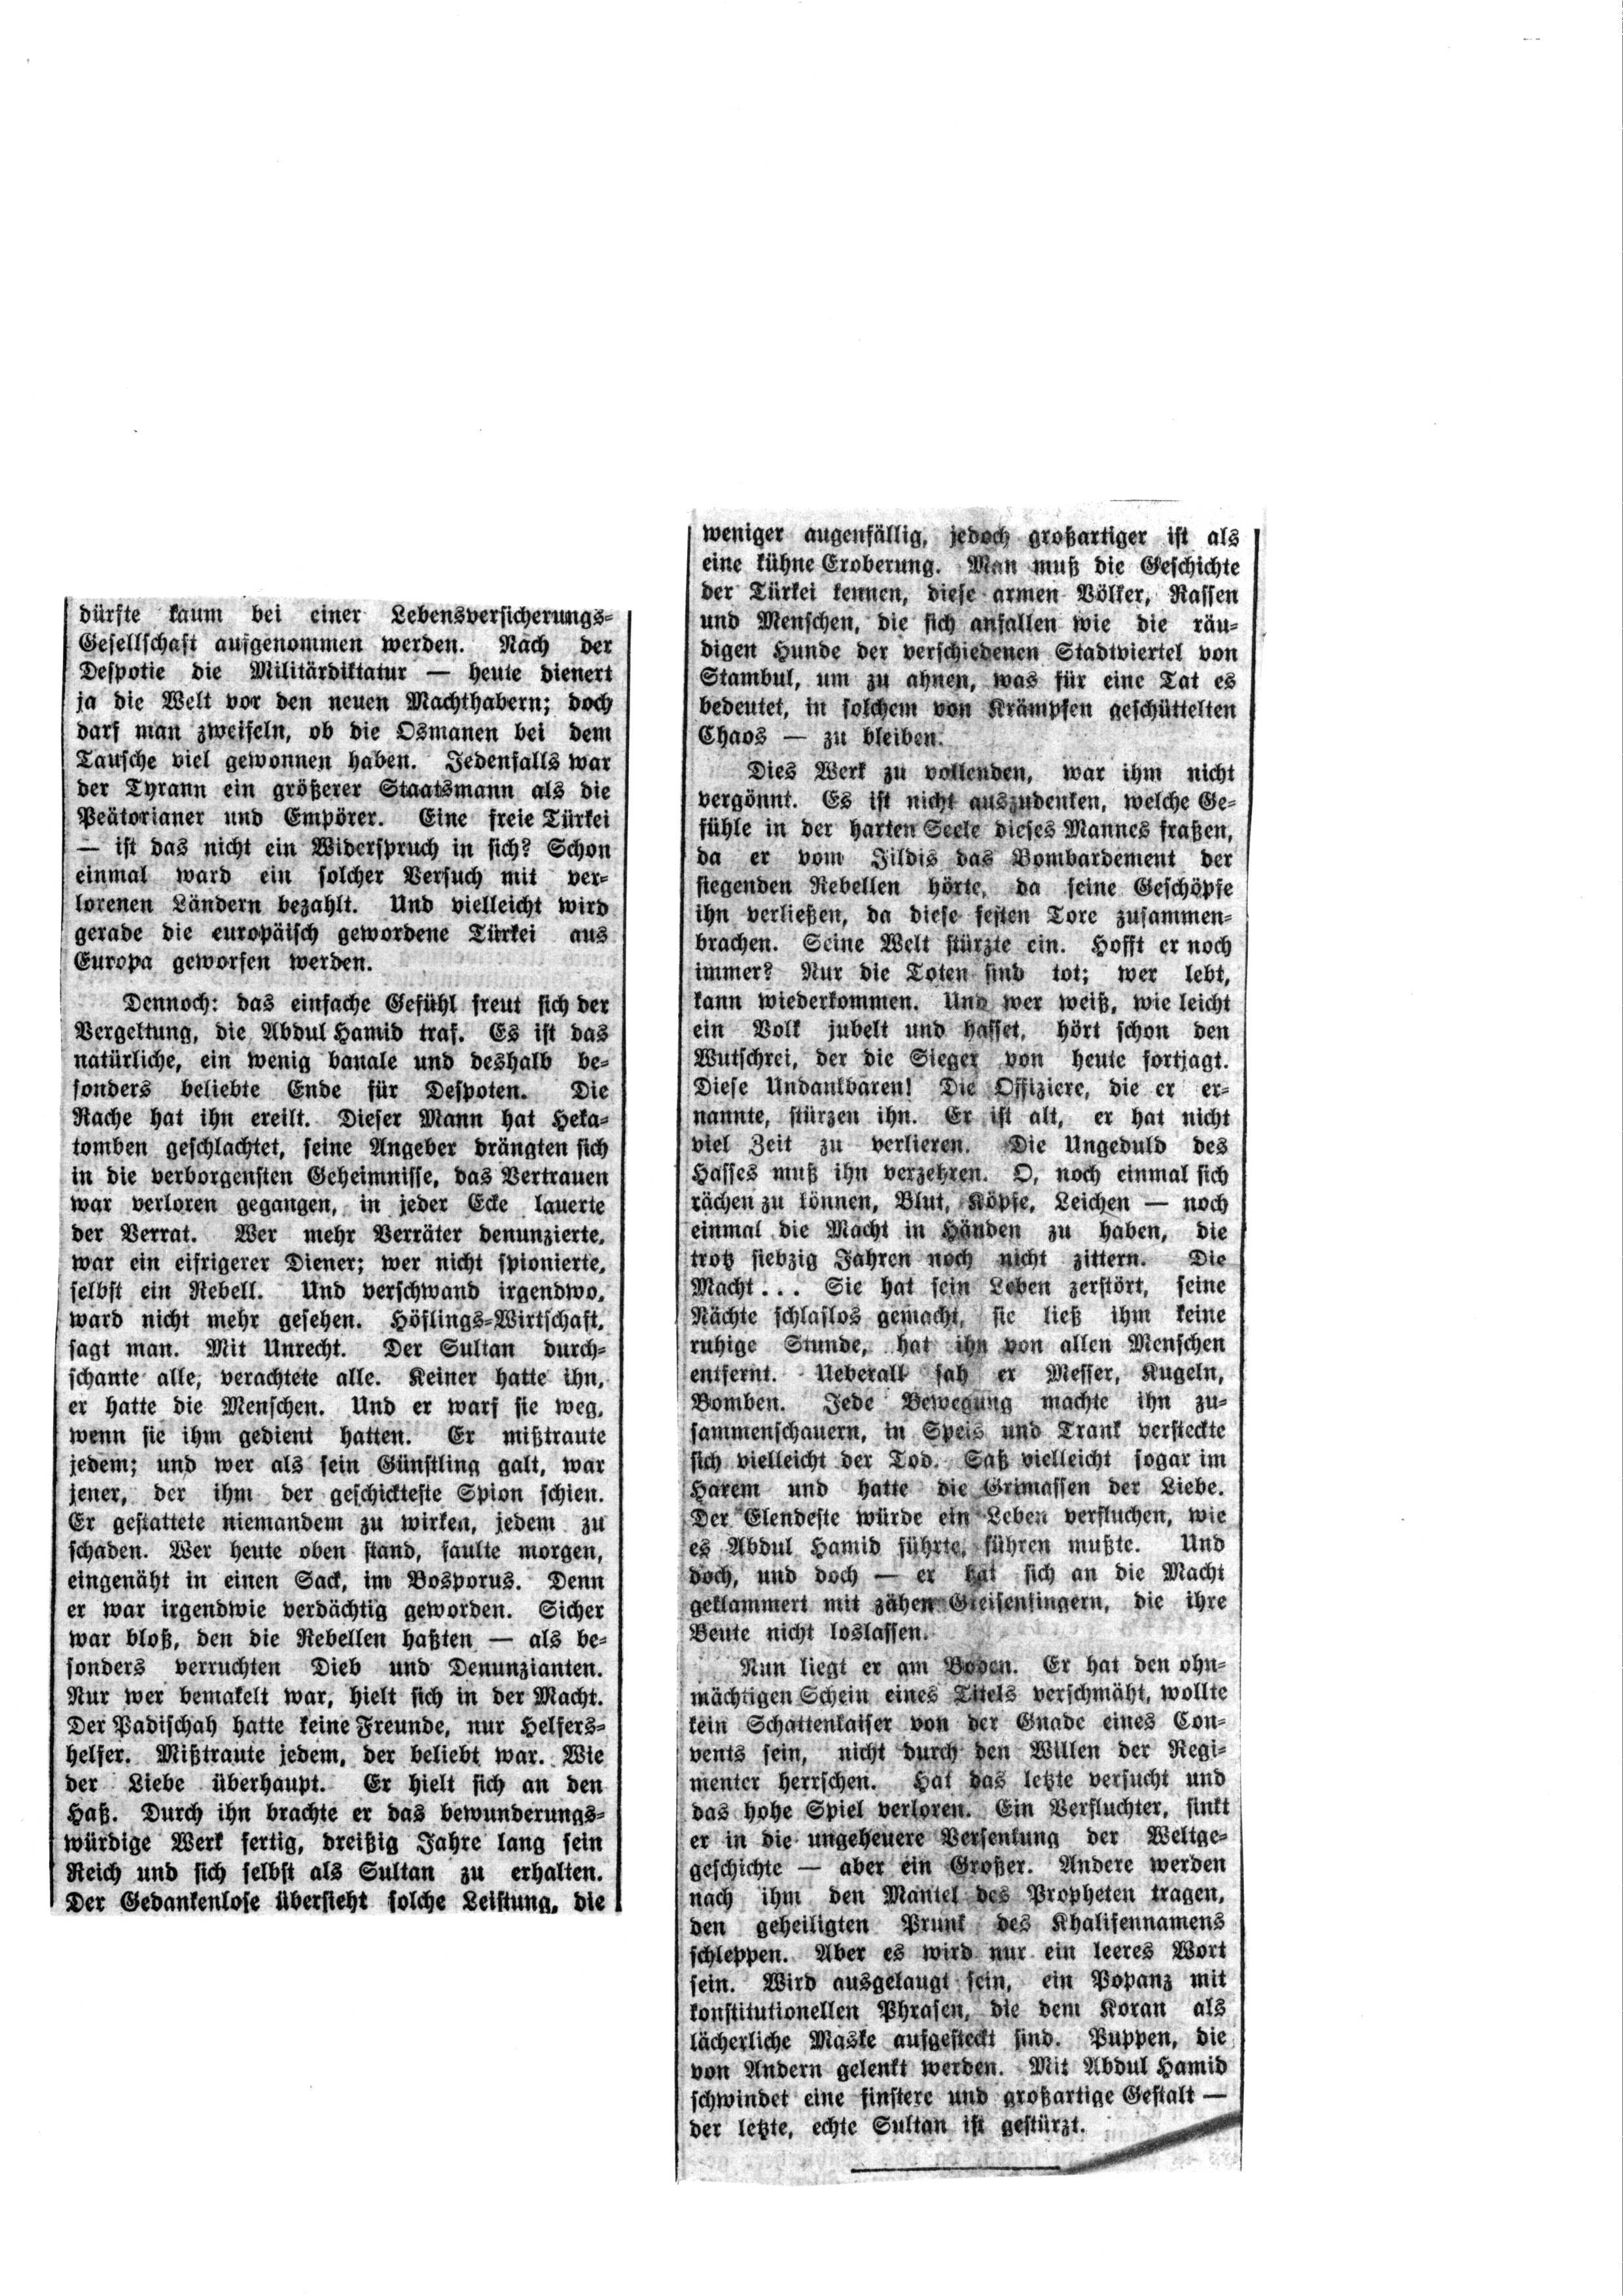 dürfte kaum bei einer Lebensversicherungs-
Gesellschaft aufgenommen werden. Nach der
Despotie die Militärdiktatur — heute dienert
ja die Welt vor den neuen Machthabern; doch
darf man zweifeln, ob die Osmanen bei dem
Tausche viel gewonnen haben. Jedenfalls war
der Tyrann ein größerer Staatsmann als die
Peätorianer und Empörer. Eine freie Türkei
— ist das nicht ein Widerspruch in sich? Schon
einmal ward ein solcher Versuch mit ver-
lorenen Ländern bezahlt. Und vielleicht wird
gerade die europäisch gewordene Türkei aus
Europa geworfen werden.
Dennoch: das einfache Gefühl freut sich der
Vergeltung, die Abdul Hamid traf. Es ist das
natürliche, ein wenig banale und deshalb be-
sonders beliebte Ende für Despoten. Die
Rache hat ihn ereilt. Dieser Mann hat Heka-
tomben geschlachtet, seine Angeber drängten sich
in die verborgensten Geheimnisse, das Vertrauen
war verloren gegangen, in jeder Ecke lauerte
der Verrat. Wer mehr Verräter denunzierte,
war ein eifrigerer Diener; wer nicht spionierte,
selbst ein Rebell. Und verschwand irgendwo,
ward nicht mehr gesehen. Höflings-Wirtschaft,
sagt man. Mit Unrecht. Der Sultan durch-
schante alle, verachtete alle. Keiner hatte ihn,
er hatte die Menschen. Und er warf sie weg,
wenn sie ihm gedient hatten. Er mißtraute
jedem; und wer als sein Günstling galt, war
jener, der ihm der geschickteste Spion schien.
Er gestattete niemandem zu wirken, jedem zu
schaden. Wer heute oben stand, faulte morgen,
eingenäht in einen Sack, im Bosporus. Denn
er war irgendwie verdächtig geworden. Sicher
war bloß, den die Rebellen haßten — als be-
sonders verruchten Dieb und Denunzianten.
Nur wer bemakelt war, hielt sich in der Macht.
Der Padischah hatte keine Freunde, nur Helfers-
helfer. Mißtraute jedem, der beliebt war. Wie
der Liebe überhaupt. Er hielt sich an den
Haß. Durch ihn brachte er das bewunderungs-
würdige Werk fertig, dreißig Jahre lang sein
Reich und sich selbst als Sultan zu erhalten.
Der Gedankenlose übersieht solche Leistung, die
weniger augenfällig, jedoch großartiger ist als
eine kühne Eroberung. Man muß die Geschichte
der Türkei kennen, diese armen Völker, Rassen
und Menschen, die sich anfallen wie die räu-
digen Hunde der verschiedenen Stadtviertel von
Stambul, um zu ahnen, was für eine Tat es
bedeutet, in solchem von Krämpfen geschüttelten
Chaos — zu bleiben.
Dies Werk zu vollenden, war ihm nicht
vergönnt. Es ist nicht auszudenken, welche Ge-
fühle in der harten Seele dieses Mannes fraßen,
da er vom Jildis das Bombardement der
siegenden Rebellen hörte, da seine Geschöpfe
ihn verließen, da diese festen Tore zusammen-
brachen. Seine Welt stürzte ein. Hofft er noch
immer? Nur die Toten sind tot; wer lebt,
kann wiederkommen. Und wer weiß, wie leicht
ein Volk jubelt und hasset, hört schon den
Wutschrei, der die Sieger von heute fortjagt.
Diese Undankbaren! Die Offiziere, die er er-
nannte, stürzen ihn. Er ist alt, er hat nicht
viel Zeit zu verlieren. Die Ungeduld des
Hasses muß ihn verzehren. O, noch einmal sich
rächen zu können, Blut, Köpfe, Leichen — noch
einmal die Macht in Händen zu haben, die
trotz siebzig Jahren noch nicht zittern. Die
Macht... Sie hat sein Leben zerstört, seine
Nächte schlaflos gemacht, sie ließ ihm keine
ruhige Stunde, hat ihn von allen Menschen
entfernt. Ueberall sah er Messer, Kugeln,
Bomben. Jede Bewegung machte ihn zu-
sammenschauern, in Speis und Trank versteckte
sich vielleicht der Tod. Saß vielleicht sogar im
Harem und hatte die Grimassen der Liebe.
Der Elendeste würde ein Leben verfluchen, wie
es Abdul Hamid führte, führen mußte. Und
doch, und doch — er hat sich an die Macht
geklammert mit zähen Greisenfingern, die ihre
Beute nicht loslassen.
Nun liegt er am Boden. Er hat den ohn-
mächtigen Schein eines Titels verschmäht, wollte
kein Schattenkaiser von der Gnade eines Con-
vents sein, nicht durch den Willen der Regi-
menter herrschen. Hat das letzte versucht und
das hohe Spiel verloren. Ein Verfluchter, sinkt
er in die ungeheuere Versenkung der Weltge-
geschichte — aber ein Großer. Andere werden
nach ihm den Mantel des Propheten tragen,
den geheiligten Prunk des Khalifennamens
schleppen. Aber es wird nur ein leeres Wort
sein. Wird ausgelaugt sein, ein Popanz mit
konstitutionellen Phrasen, die dem Koran als
lächerliche Maske aufgesteckt sind. Puppen, die
von Andern gelenkt werden. Mit Abdul Hamid
schwindet eine finstere und großartige Gestalt —
der letzte, echte Sultan ist gestürzt.